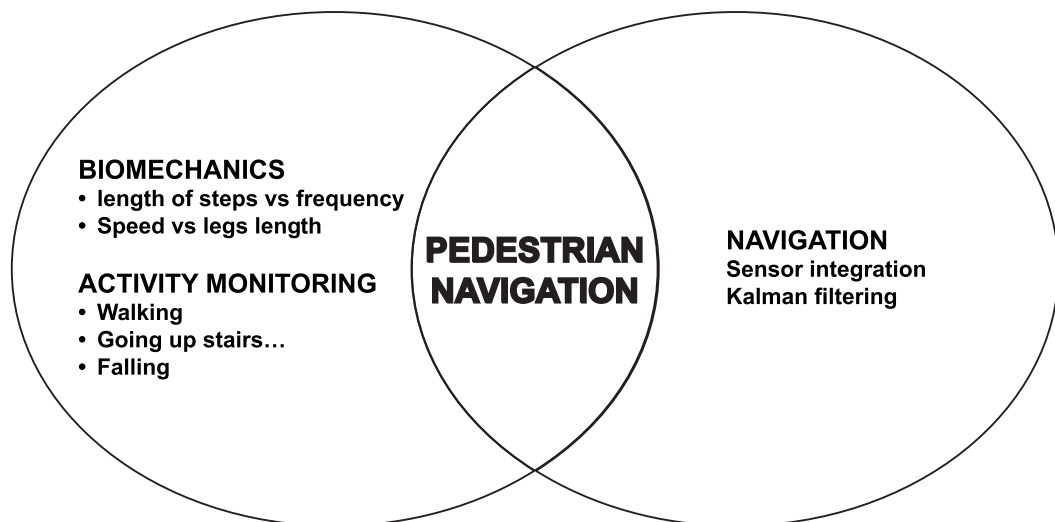 BIOMECHANICS
• length of steps vs frequency
• Speed vs legs length
ACTIVITY MONITORING
• Walking
• Going up stairs…
• Falling
PEDESTRIAN
NAVIGATION
NAVIGATION
Sensor integration
Kalman filtering